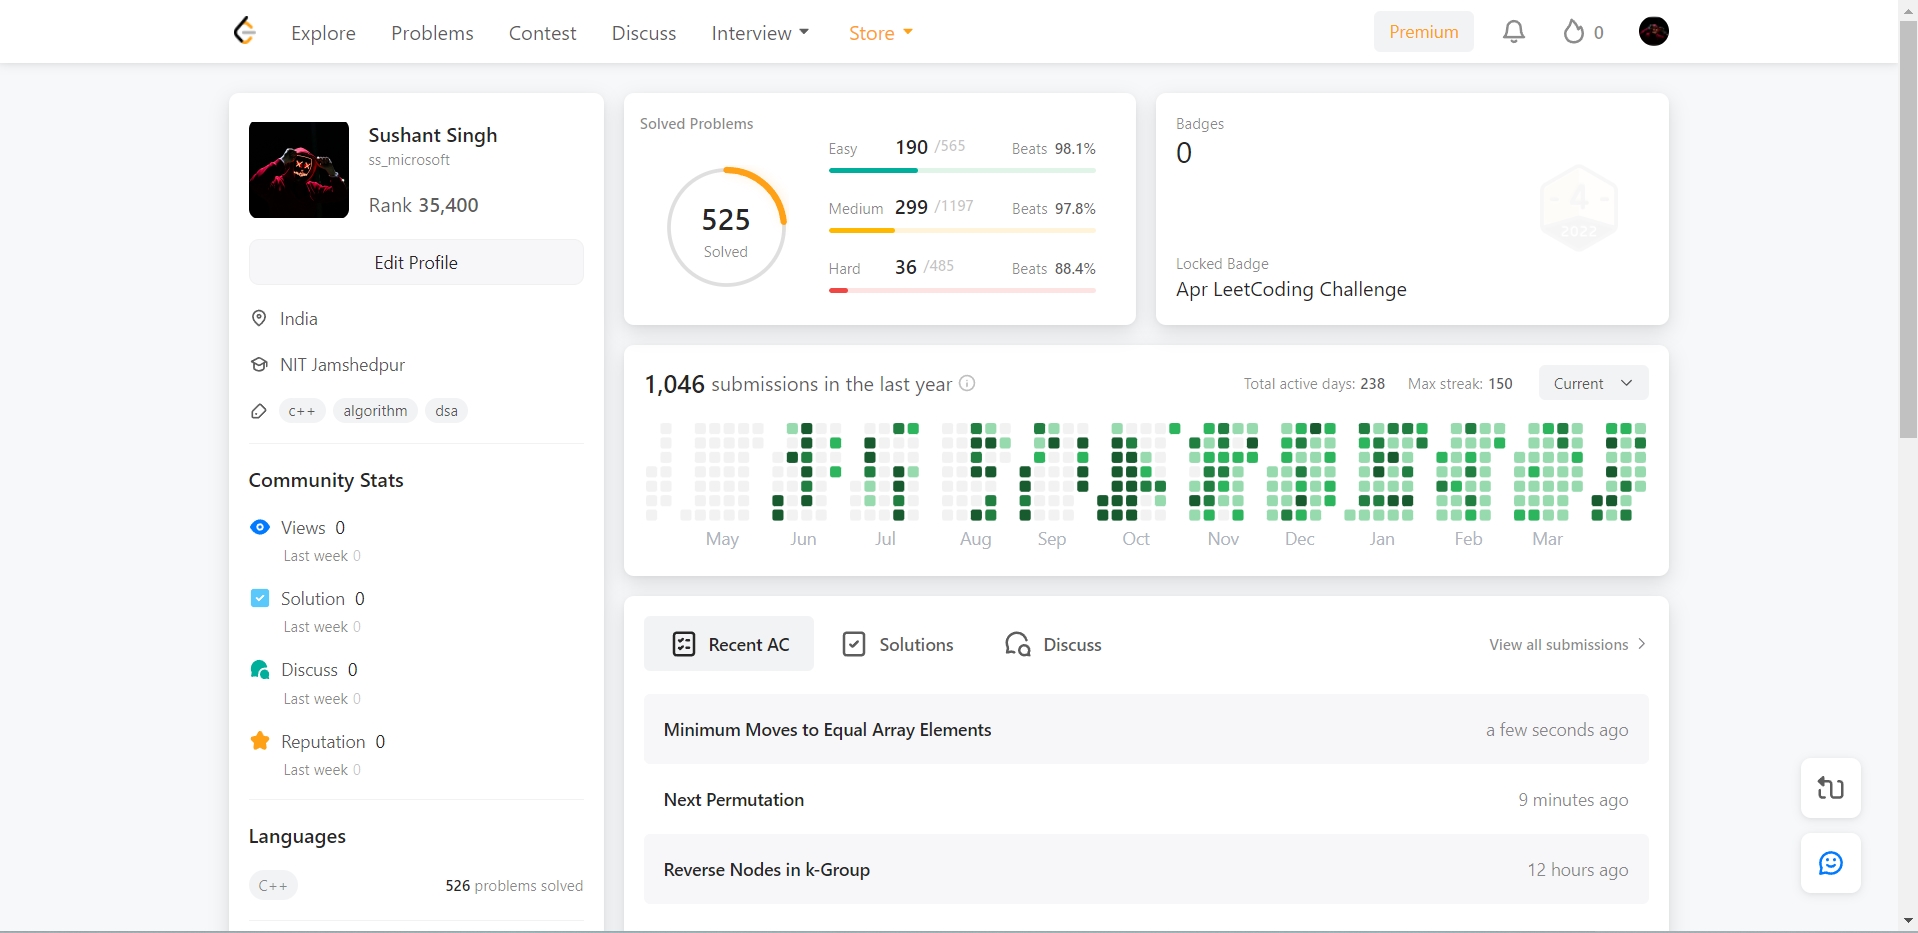 Explore Problems Contest Discuss Interview Store Premium 0
Sushant Singh
ss_microsoft
Rank 35,400
Edit Profile
India
NIT Jamshedpur
c++ algorithm dsa
Community Stats
Views 0
Last week 0
Solution 0
Last week 0
Discuss 0
Last week 0
Reputation 0
Last week 0
Languages
C++ 526 problems solved
Solved Problems
525
Solved
Easy 190 /565 Beats 98.1%
Medium 299 /1197 Beats 97.8%
Hard 36 /485 Beats 88.4%
Badges
0
4
2022
Locked Badge
Apr LeetCoding Challenge
1,046 submissions in the last year Total active days: 238 Max streak: 150 Current
May Jun Jul Aug Sep Oct Nov Dec Jan Feb Mar
Recent AC Solutions Discuss View all submissions
Minimum Moves to Equal Array Elements a few seconds ago
Next Permutation 9 minutes ago
Reverse Nodes in k-Group 12 hours ago